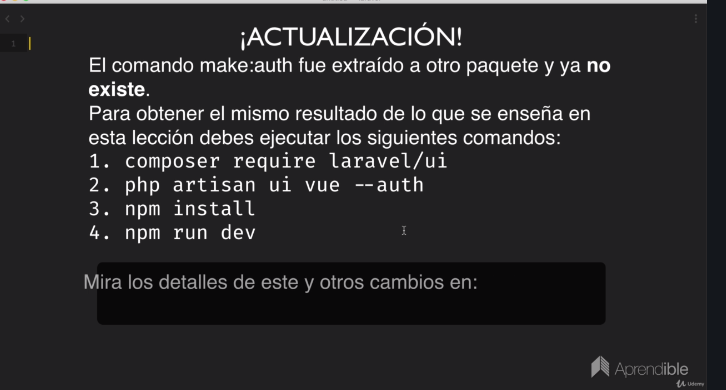 1
¡ACTUALIZACIÓN!
El comando make:auth fue extraído a otro paquete y ya no
existe.
Para obtener el mismo resultado de lo que se enseña en
esta lección debes ejecutar los siguientes comandos:
1. composer require laravel/ui
2. php artisan ui vue --auth
3. npm install
4. npm run dev
Mira los detalles de este y otros cambios en:
Aprendible
Udemy